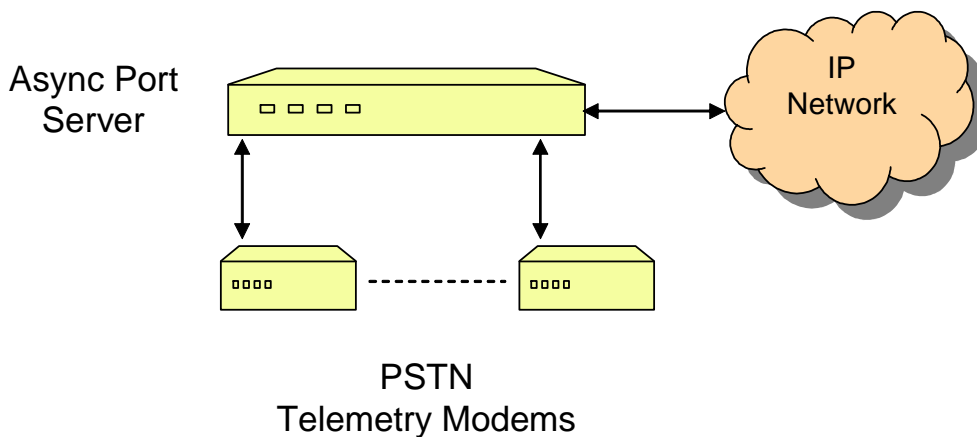 Async Port
Server
IP
Network
PSTN
Telemetry Modems